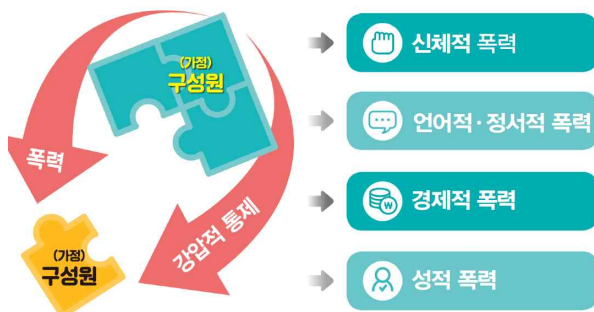 (가정)
구성원
폭력
강압적 통제
(가정)
구성원
신체적 폭력
언어적·정서적 폭력
₩
경제적 폭력
성적 폭력